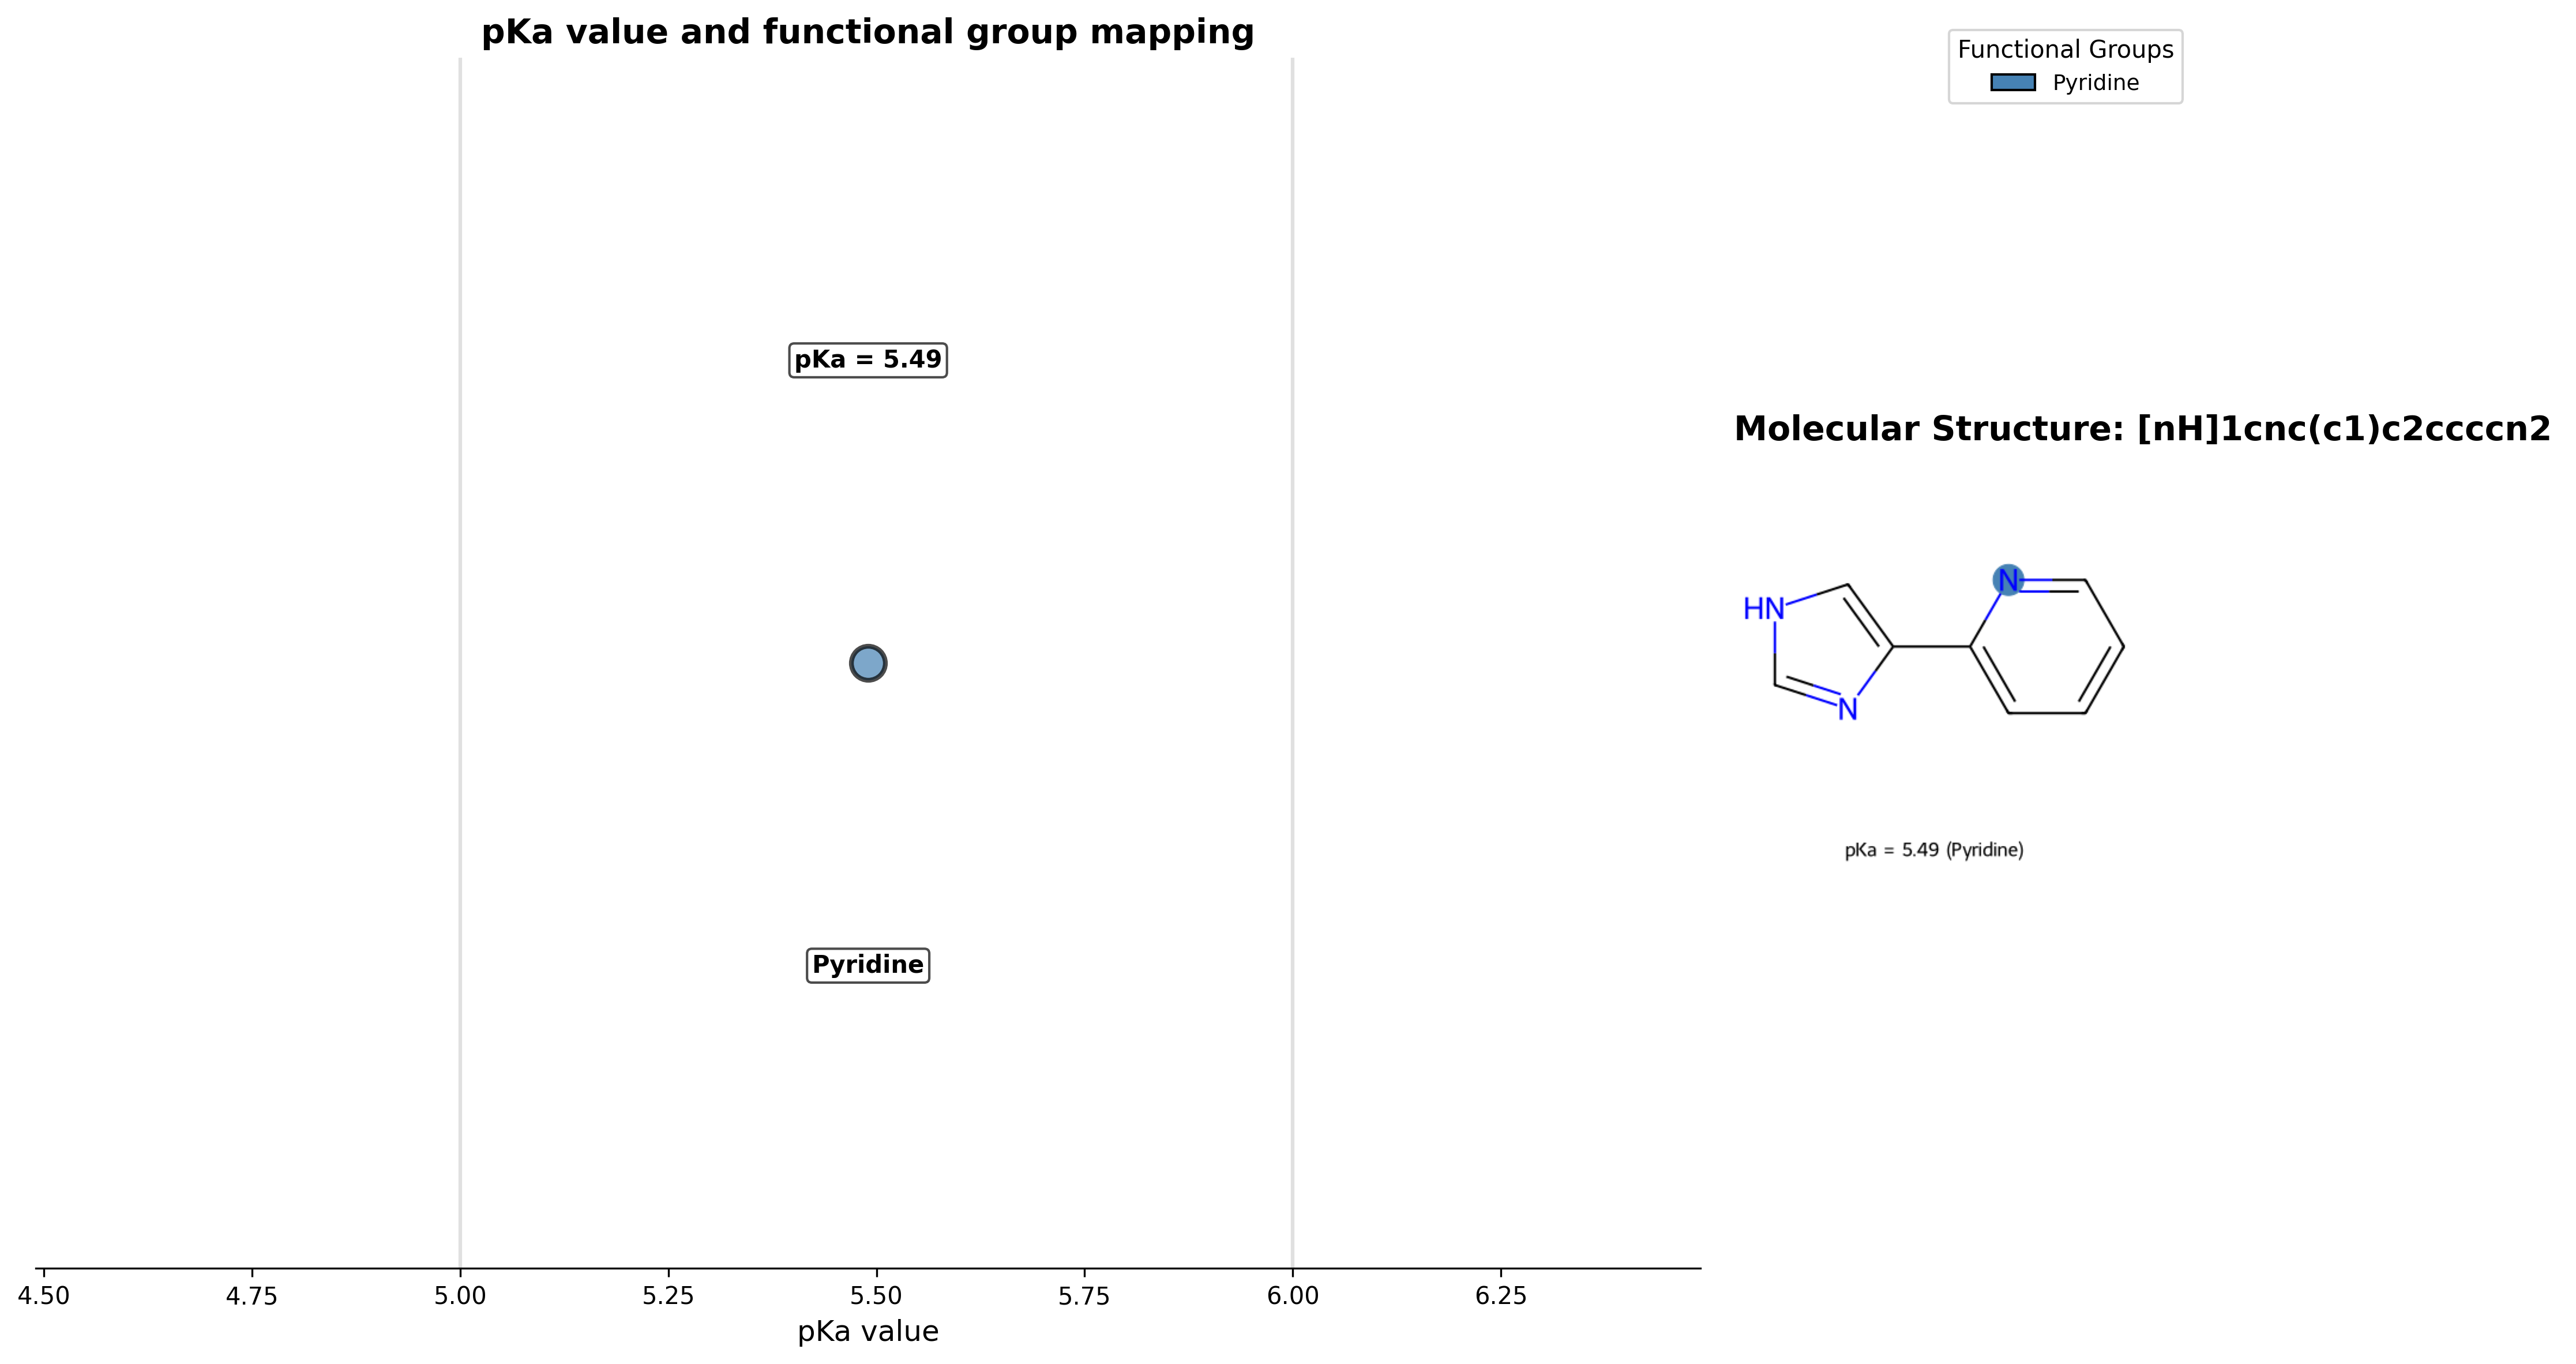 pKa value and functional group mapping
Functional Groups
Pyridine
pKa = 5.49
Molecular Structure: [nH]1cnc(c1)c2ccccn2
N
HN
N
pKa = 5.49 (Pyridine)
Pyridine
4.50 4.75 5.00 5.25 5.50 5.75 6.00 6.25
pKa value